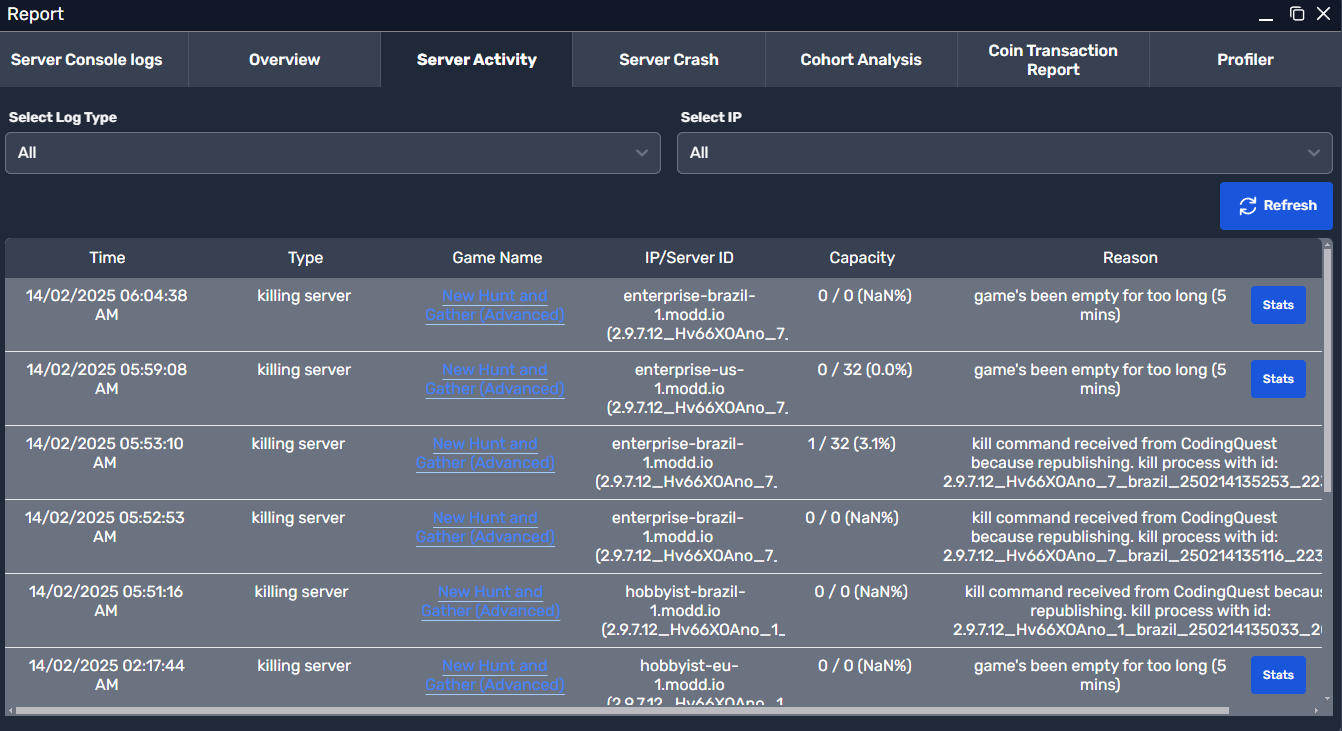 Report
Server Console logs
Overview
Server Activity
Server Crash
Cohort Analysis
Coin Transaction
Report
Profiler
Select Log Type
Select IP
All
All
Refresh
Time
Type
Game Name
IP/Server ID
Capacity
Reason
14/02/2025 06:04:38
AM
killing server
New Hunt and
Gather (Advanced)
enterprise-brazil-
1.modd.io
(2.9.7.12_Hv66XOAno_7_
0 / 0 (NaN%)
game's been empty for too long (5
mins)
Stats
14/02/2025 05:59:08
AM
killing server
New Hunt and
Gather (Advanced)
enterprise-us-
1.modd.io
(2.9.7.12_Hv66XOAno_7_
0 / 32 (0.0%)
game's been empty for too long (5
mins)
Stats
14/02/2025 05:53:10
AM
killing server
New Hunt and
Gather (Advanced)
enterprise-brazil-
1.modd.io
(2.9.7.12_Hv66XOAno_7_
1 / 32 (3.1%)
kill command received from CodingQuest
because republishing. kill process with id:
2.9.7.12_Hv66XOAno_7_brazil_250214135253_223
14/02/2025 05:52:53
AM
killing server
New Hunt and
Gather (Advanced)
enterprise-brazil-
1.modd.io
(2.9.7.12_Hv66XOAno_7_
0 / 0 (NaN%)
kill command received from CodingQuest
because republishing. kill process with id:
2.9.7.12_Hv66XOAno_7_brazil_250214135116_223
14/02/2025 05:51:16
AM
killing server
New Hunt and
Gather (Advanced)
hobbyist-brazil-
1.modd.io
(2.9.7.12_Hv66XOAno_1_
0 / 0 (NaN%)
kill command received from CodingQuest becaus
republishing. kill process with id:
2.9.7.12_Hv66XOAno_1_brazil_250214135033_20
14/02/2025 02:17:44
AM
killing server
New Hunt and
Gather (Advanced)
hobbyist-eu-
1.modd.io
(2.9.7.12_Hv66XOAno_1
0 / 0 (NaN%)
game's been empty for too long (5
mins)
Stats